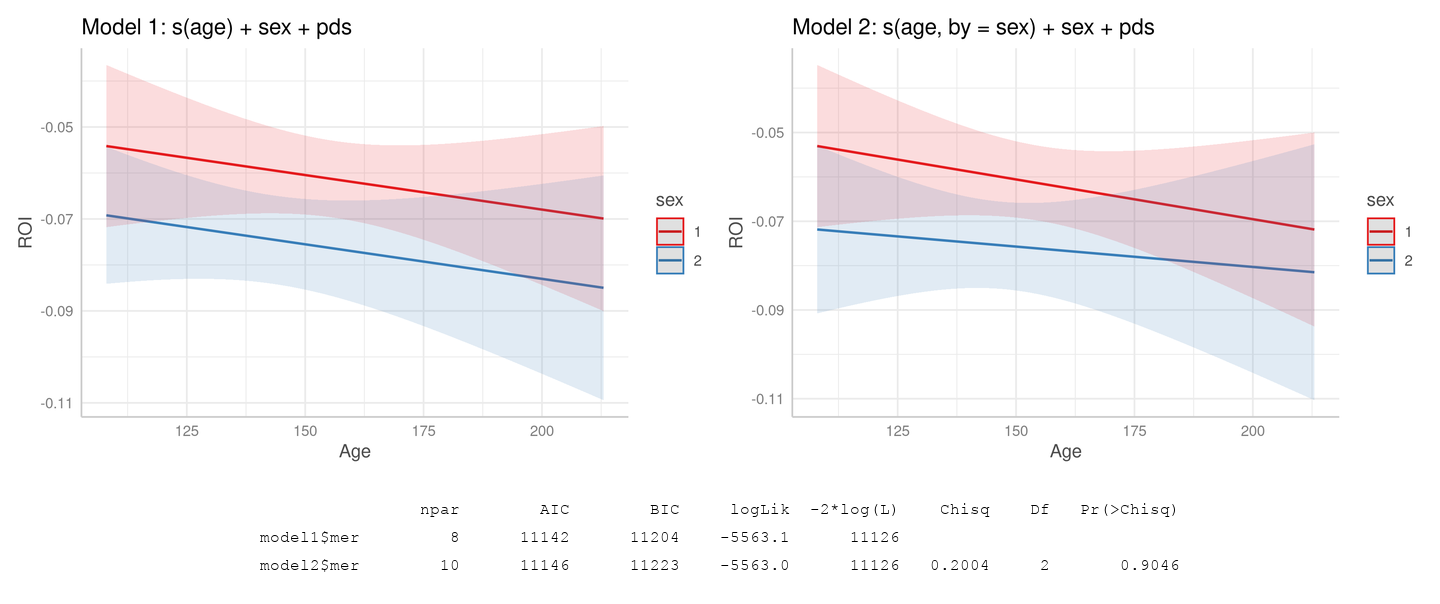 Model 1: s(age) + sex + pds
-0.05
-0.07
-0.09
-0.11
ROI
125 150 175 200
Age
sex
1
2
Model 2: s(age, by = sex) + sex + pds
-0.05
-0.07
-0.09
-0.11
ROI
125 150 175 200
Age
sex
1
2
npar AIC BIC logLik -2*log(L) Chisq Df Pr(>Chisq)
model1$mer 8 11142 11204 -5563.1 11126
model2$mer 10 11146 11223 -5563.0 11126 0.2004 2 0.9046